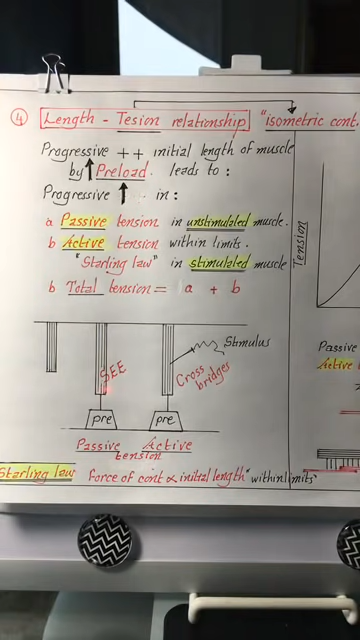 ④ Length - Tesion relationship "isometric cont.
Progressive ++ initial length of muscle
by ↑ Preload. leads to :
Progressive ↑ in:
a Passive tension in unstimulated muscle.
b Active tension within limits.
"Starling law" in stimulated muscle
b Total tension = a + b
Tension
Stimulus
SEE
Cross bridges
pre pre
Passive tension Active
Passive
Active
Starling law Force of cont α initial length "within limits"